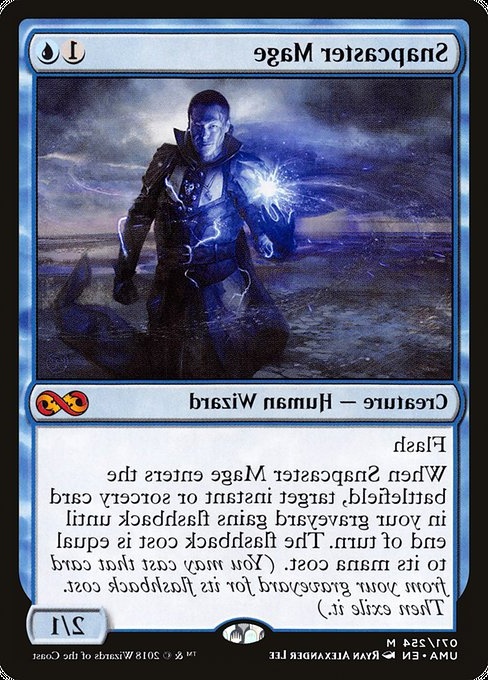 Snapcaster Mage 1
Creature — Human Wizard
Flash
When Snapcaster Mage enters the
battlefield, target instant or sorcery card
in your graveyard gains flashback until
end of turn. The flashback cost is equal
to its mana cost. (You may cast that card
from your graveyard for its flashback cost.
Then exile it.)
2/1
071/254 M
UMA • EN RYAN ALEXANDER LEE
™ & © 2018 Wizards of the Coast